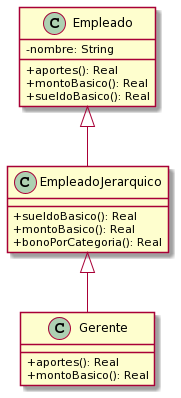 C Empleado
-nombre: String
+aportes(): Real
+montoBasico(): Real
+sueldoBasico(): Real
C EmpleadoJerarquico
+sueldoBasico(): Real
+montoBasico(): Real
+bonoPorCategoria(): Real
C Gerente
+aportes(): Real
+montoBasico(): Real